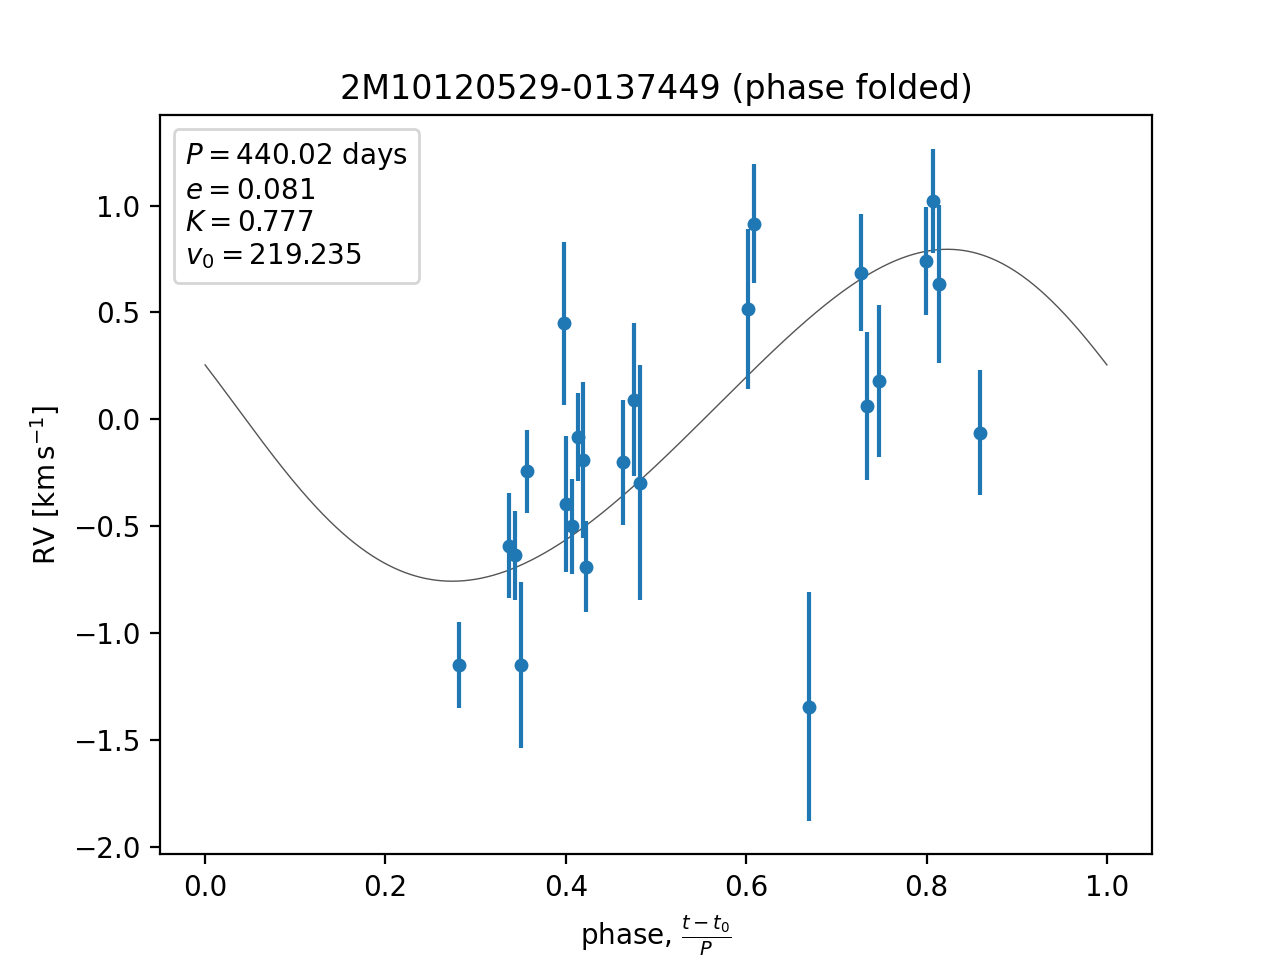 2M10120529-0137449 (phase folded)
P = 440.02 days
e = 0.081
K = 0.777
v₀ = 219.235
1.0
0.5
0.0
−0.5
−1.0
−1.5
−2.0
RV [km s⁻¹]
0.0 0.2 0.4 0.6 0.8 1.0
phase, (t − t₀)/P